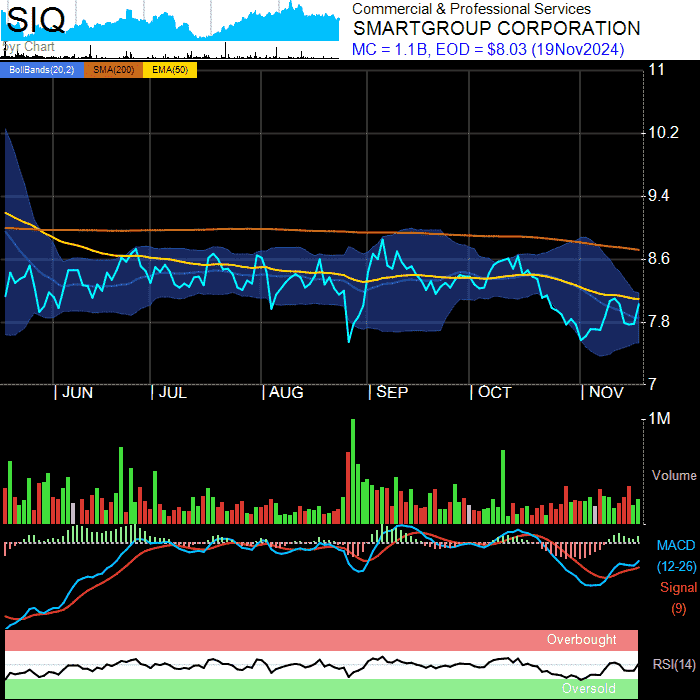 SIQ
5yr Chart
Commercial & Professional Services
SMARTGROUP CORPORATION
MC = 1.1B, EOD = $8.03 (19Nov2024)
BollBands(20,2) SMA(200) EMA(50)
11
10.2
9.4
8.6
7.8
7
JUN JUL AUG SEP OCT NOV
1M
Volume
MACD
(12-26)
Signal
(9)
Overbought
RSI(14)
Oversold